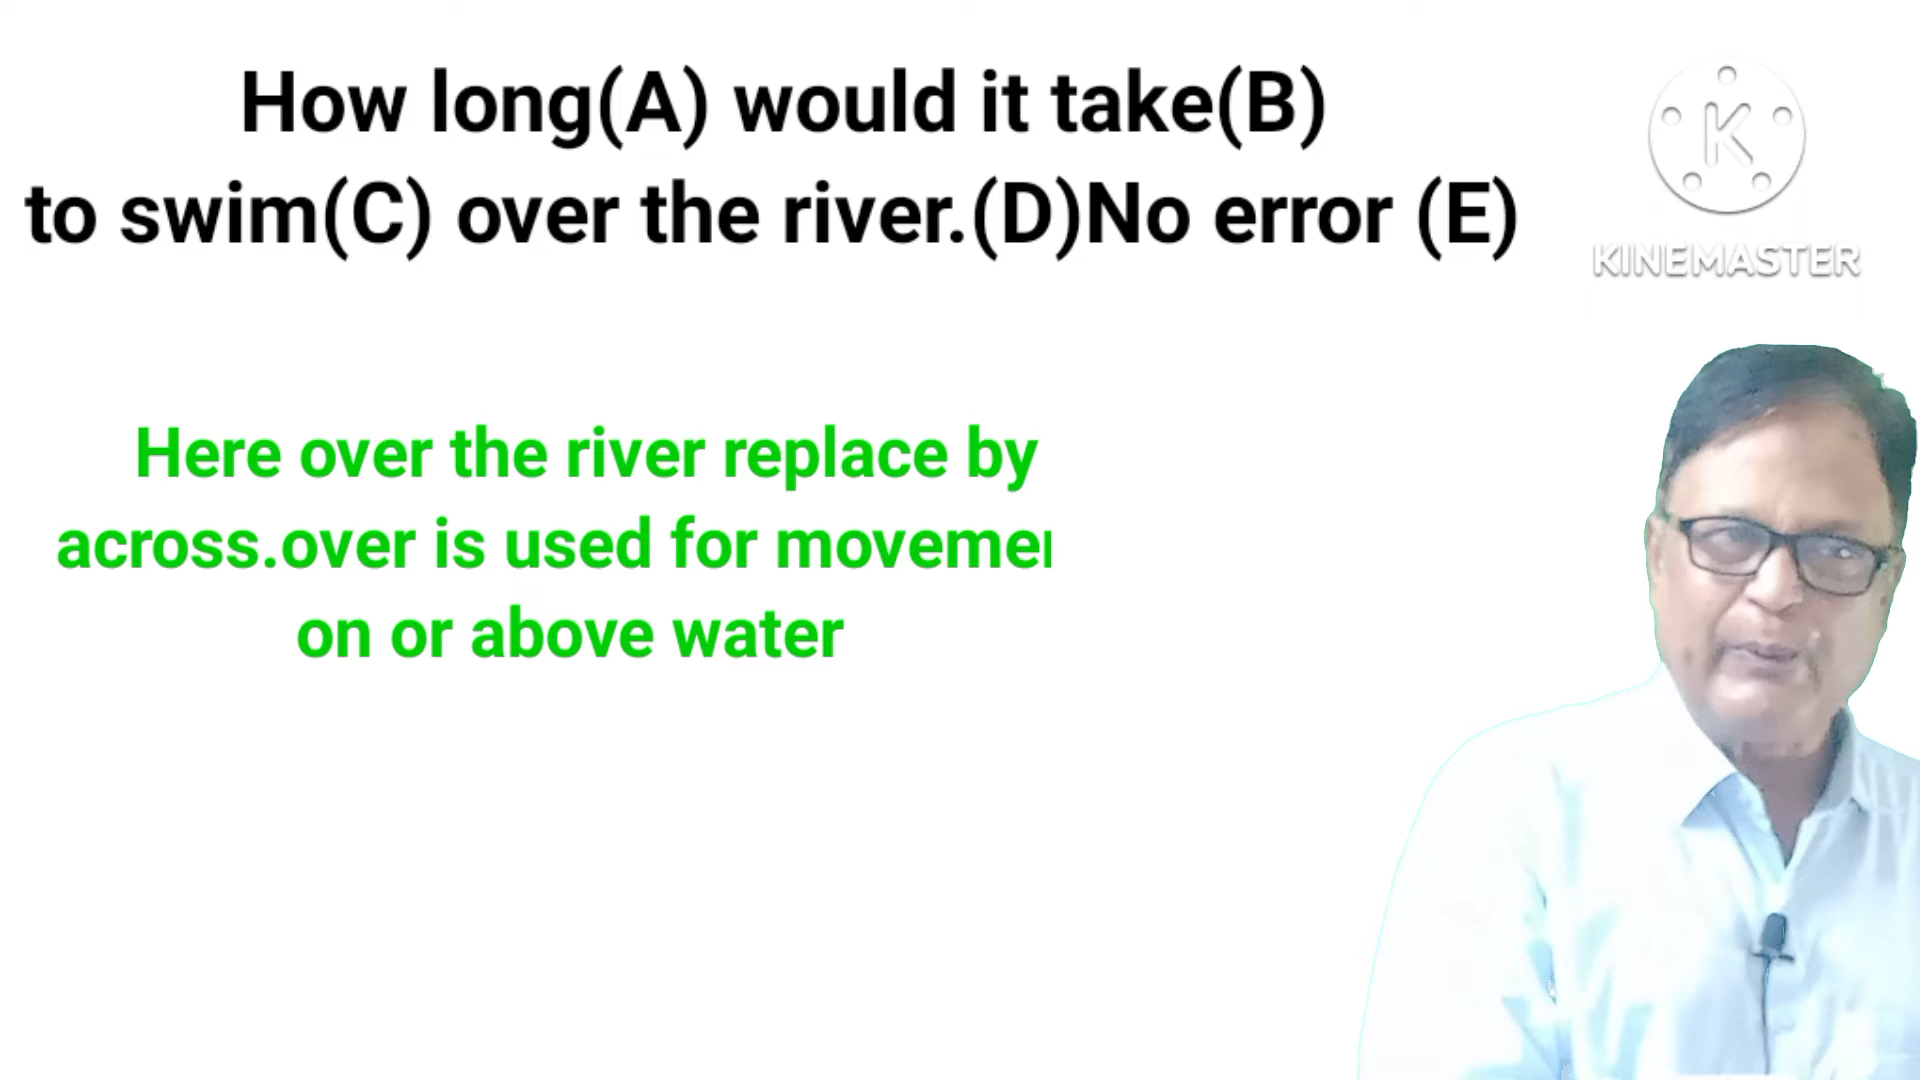 How long(A) would it take(B)
to swim(C) over the river.(D)No error (E)
K
KINEMASTER
Here over the river replace by
across.over is used for
on or above water